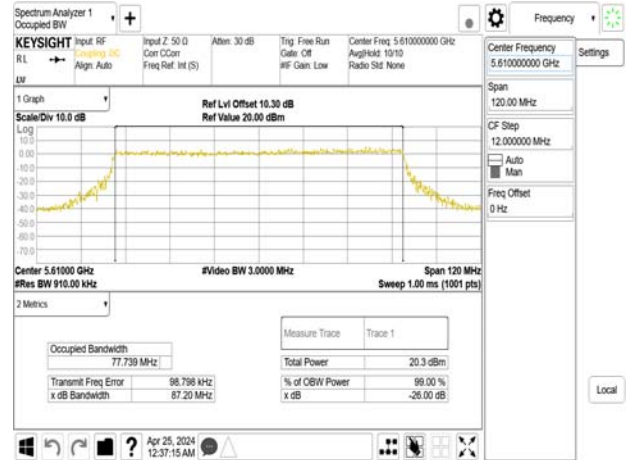 Spectrum Analyzer 1
Occupied BW
+
Frequency
KEYSIGHT
RL
Input: RF
Coupling: DC
Align: Auto
Input Z: 50 Ω
Corr CCorr
Freq Ref: Int (S)
Atten: 30 dB
Trig: Free Run
Gate: Off
#IF Gain: Low
Center Freq: 5.610000000 GHz
Avg|Hold: 10/10
Radio Std: None
Center Frequency
5.610000000 GHz
Settings
Span
120.00 MHz
CF Step
12.000000 MHz
Auto
Man
Freq Offset
0 Hz
Local
1 Graph
Scale/Div 10.0 dB
Ref Lvl Offset 10.30 dB
Ref Value 20.00 dBm
Log
10.0
0.00
-10.0
-20.0
-30.0
-40.0
-50.0
-60.0
-70.0
Center 5.61000 GHz
#Res BW 910.00 kHz
#Video BW 3.0000 MHz
Span 120 MHz
Sweep 1.00 ms (1001 pts)
2 Metrics
Measure Trace
Trace 1
Occupied Bandwidth
77.739 MHz
Total Power
20.3 dBm
Transmit Freq Error
98.798 kHz
% of OBW Power
99.00 %
x dB Bandwidth
87.20 MHz
x dB
-26.00 dB
?
Apr 25, 2024
12:37:15 AM